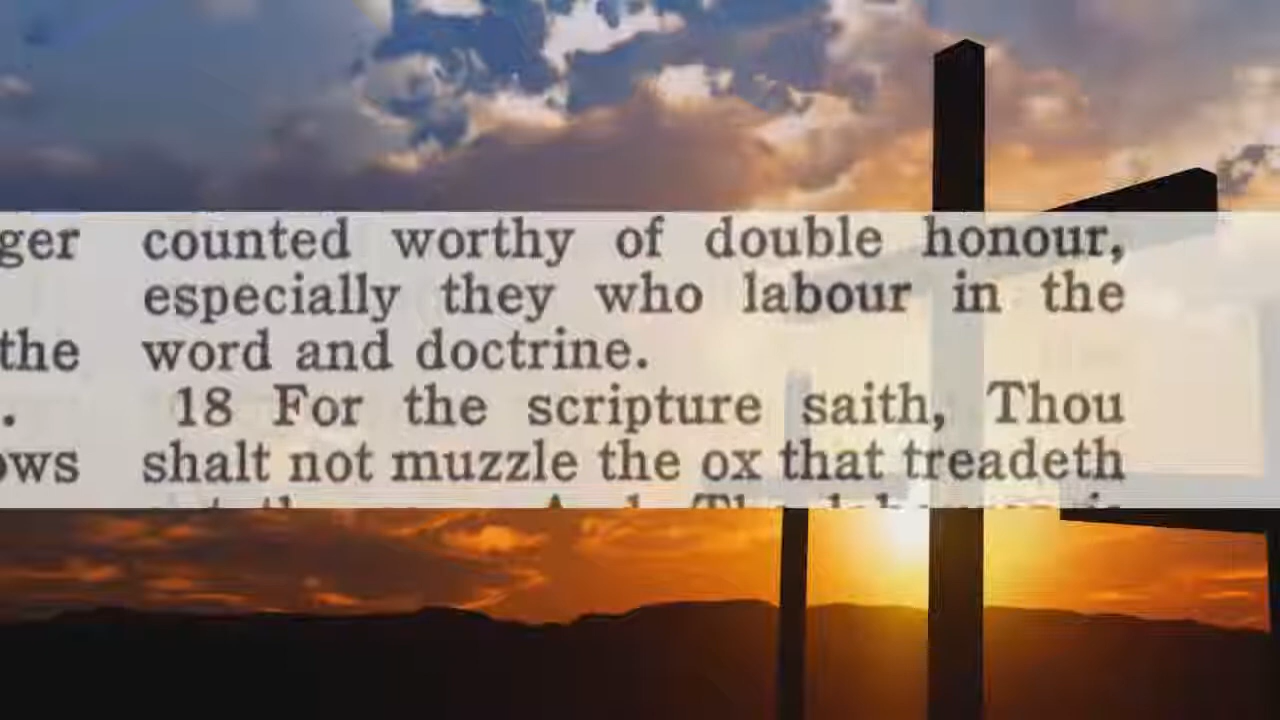 ger counted worthy of double honour,
especially they who labour in the
the word and doctrine.
. 18 For the scripture saith, Thou
ows shalt not muzzle the ox that treadeth